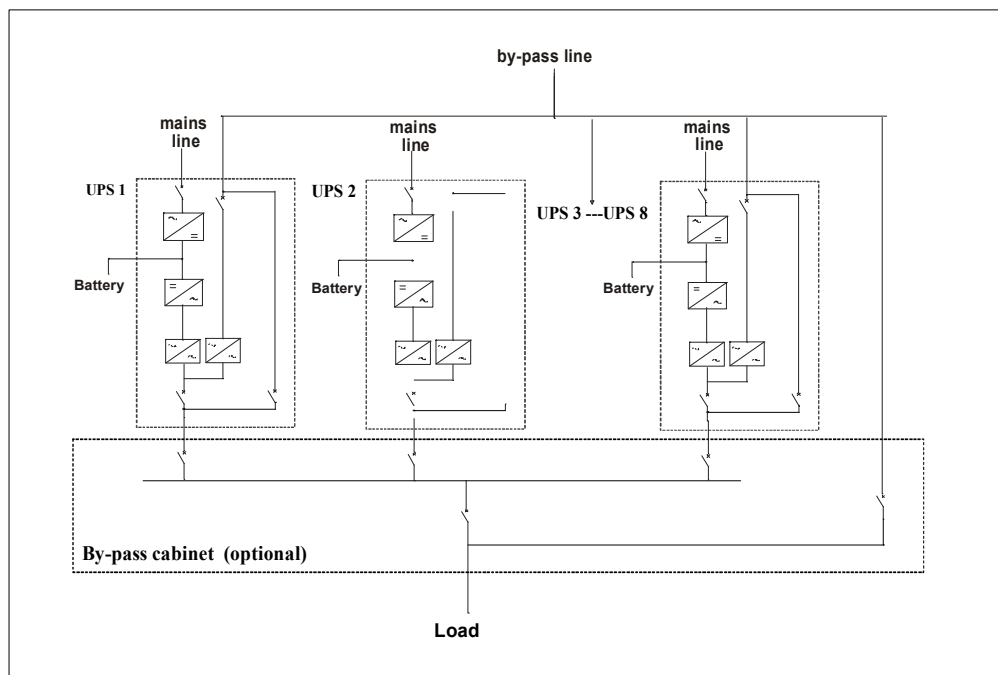 by-pass line
mains
line
mains
line
mains
line
UPS 1
UPS 2
UPS 3 ---UPS 8
Battery
Battery
Battery
By-pass cabinet (optional)
Load